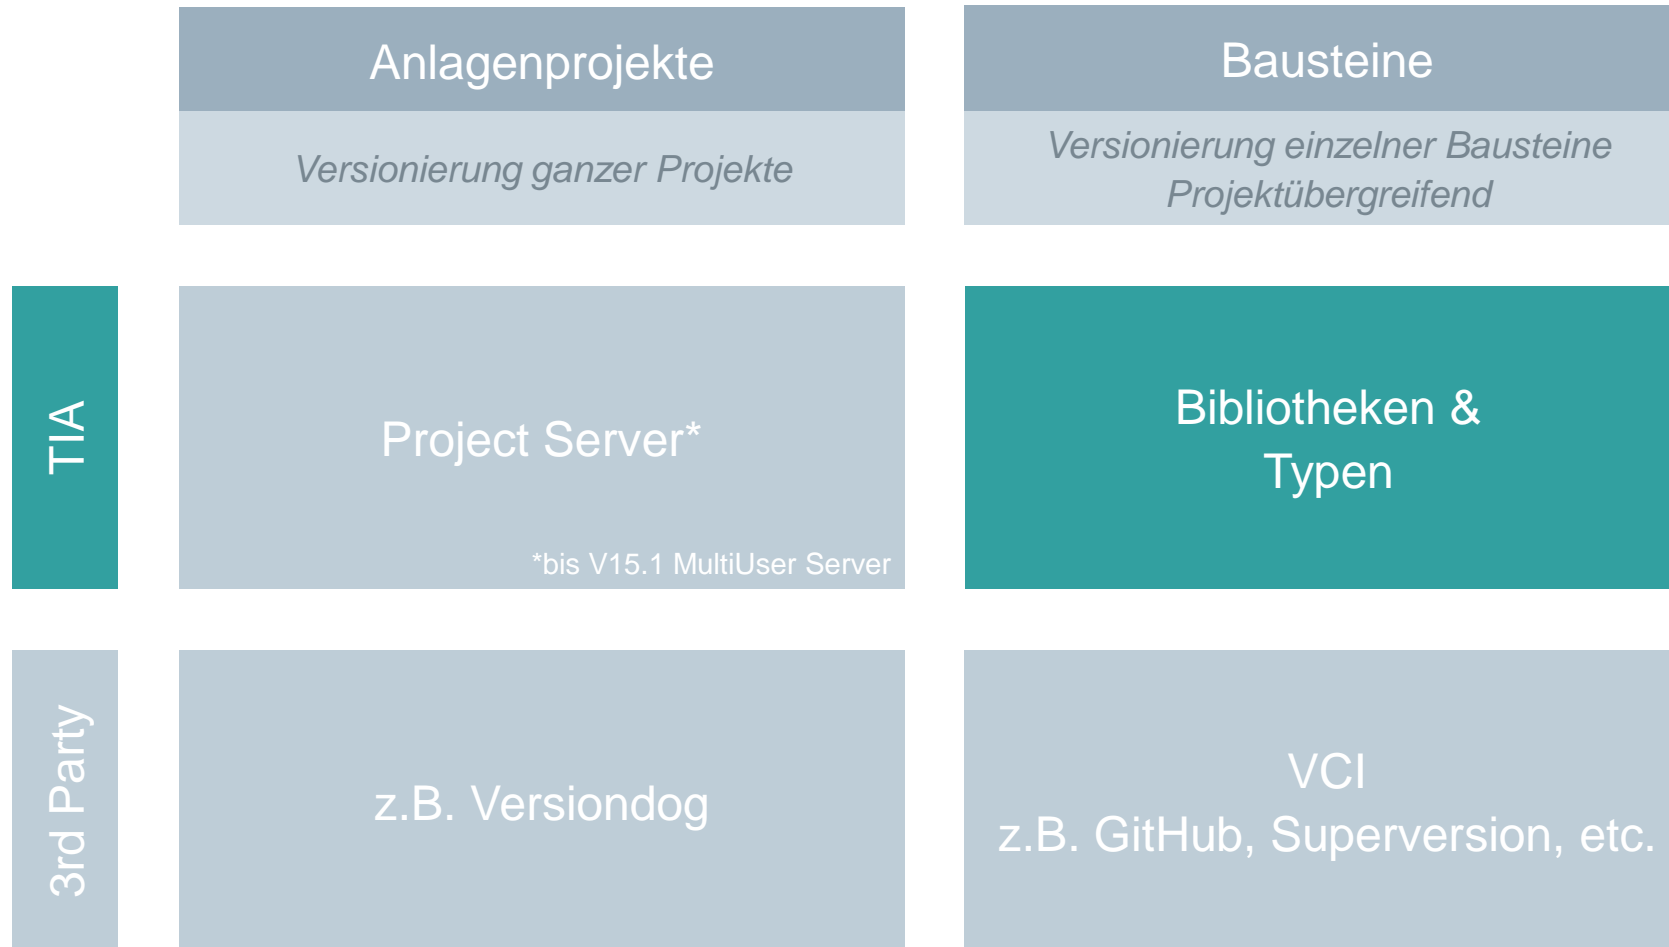 Anlagenprojekte
Versionierung ganzer Projekte
Bausteine
Versionierung einzelner Bausteine
Projektübergreifend
TIA
Project Server*
*bis V15.1 MultiUser Server
Bibliotheken &
Typen
3rd Party
z.B. Versiondog
VCI
z.B. GitHub, Superversion, etc.